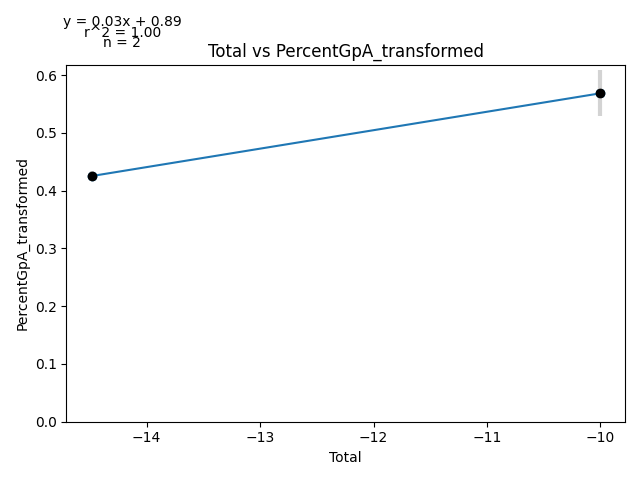 y = 0.03x + 0.89
r^2 = 1.00
n = 2
Total vs PercentGpA_transformed
PercentGpA_transformed
0.6
0.5
0.4
0.3
0.2
0.1
0.0
−14 −13 −12 −11 −10
Total